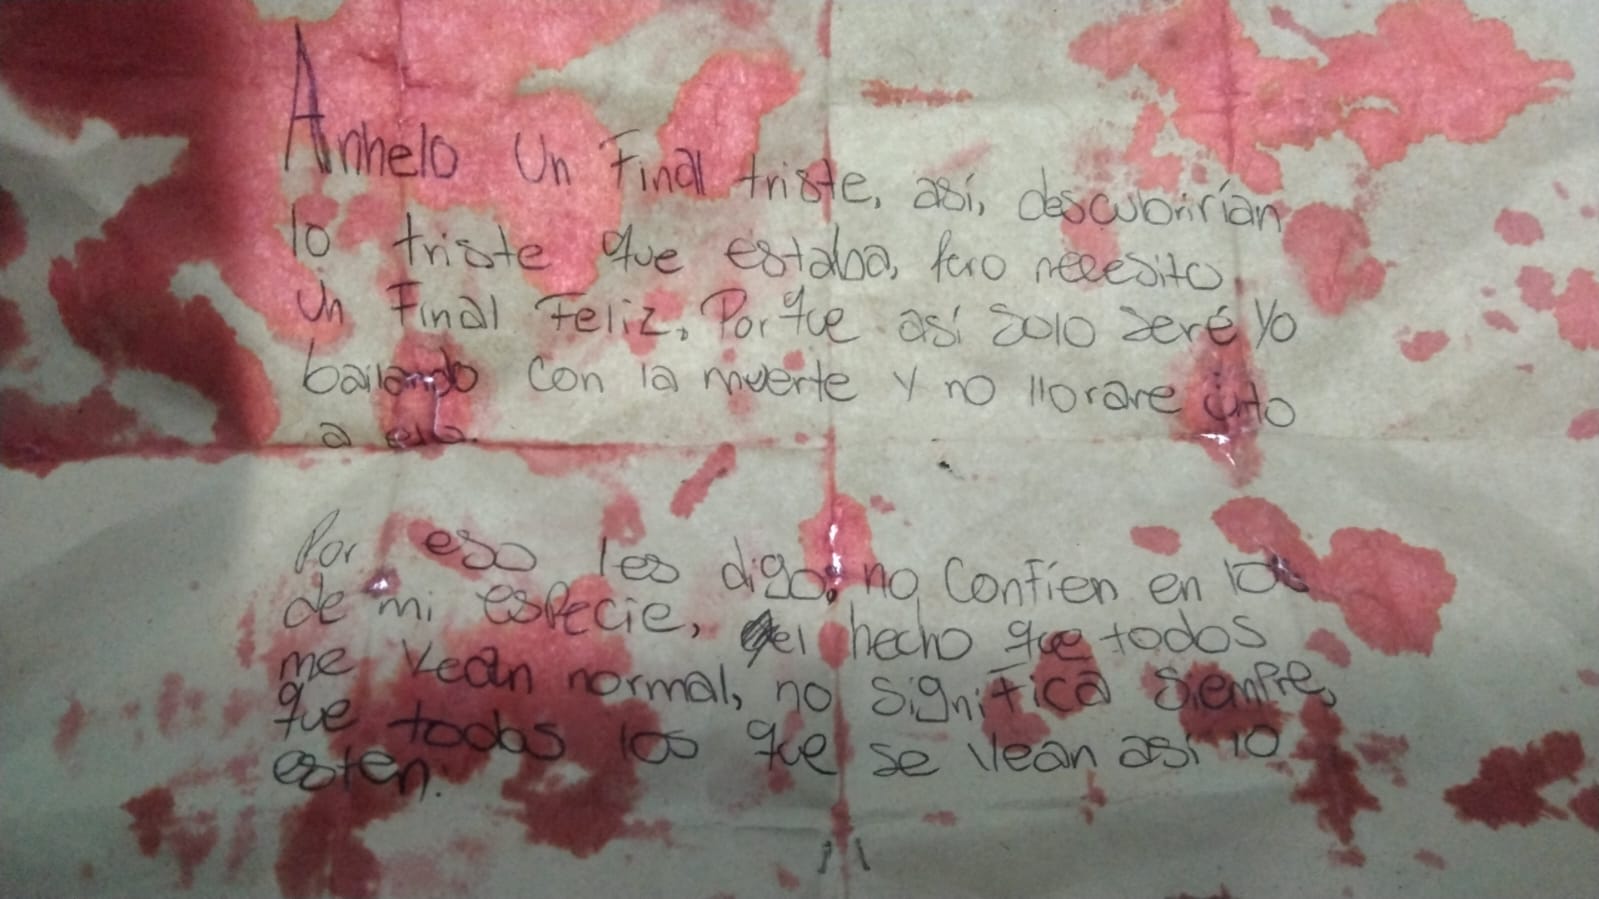 Anhelo un Final triste, así, descubrirían
lo triste que estaba, pero necesito
un Final Feliz, Porque así solo seré yo
bailando con la muerte y no llorare
a ella.
Por eso les digo, no confíen en los
de mi especie, el hecho que todos
me vean normal, no significa siempre,
que todos los que se vean así lo
esten.